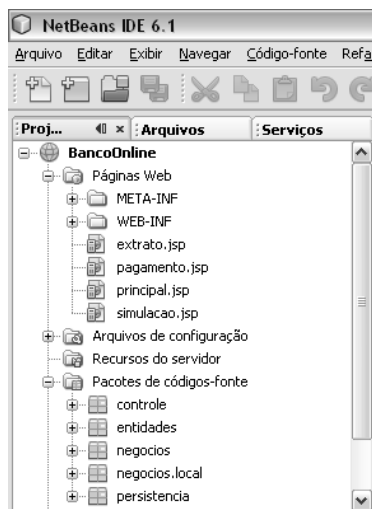 NetBeans IDE 6.1
Arquivo Editar Exibir Navegar Código-fonte Refa
Proj... Arquivos Serviços
BancoOnline
Páginas Web
META-INF
WEB-INF
extrato.jsp
pagamento.jsp
principal.jsp
simulacao.jsp
Arquivos de configuração
Recursos do servidor
Pacotes de códigos-fonte
controle
entidades
negocios
negocios.local
persistencia